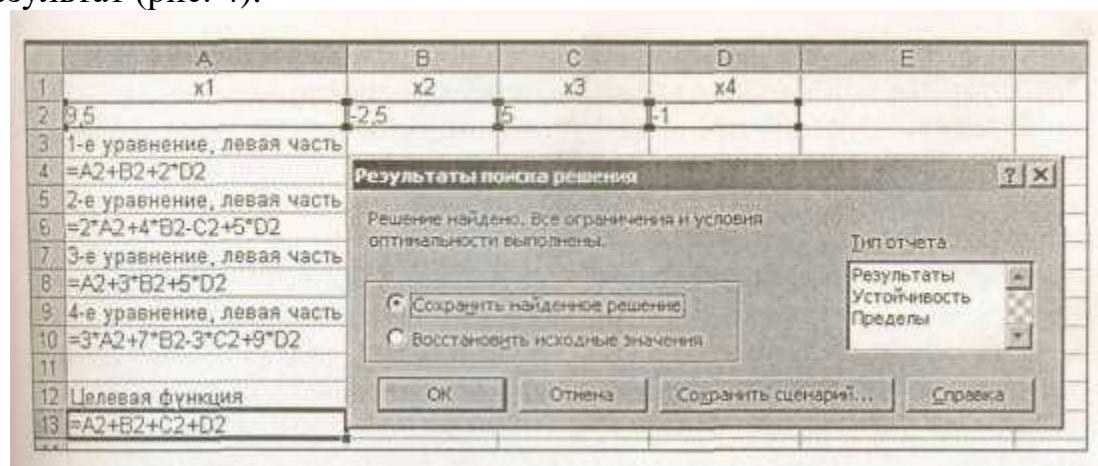 зультат (рис. 4).
A B C D E
1 x1 x2 x3 x4
2 9,5 -2,5 5 -1
3 1-е уравнение, левая часть
4 =A2+B2+2*D2
5 2-е уравнение, левая часть
6 =2*A2+4*B2-C2+5*D2
7 3-е уравнение, левая часть
8 =A2+3*B2+5*D2
9 4-е уравнение, левая часть
10 =3*A2+7*B2-3*C2+9*D2
11
12 Целевая функция
13 =A2+B2+C2+D2
Результаты поиска решения
Решение найдено. Все ограничения и условия
оптимальности выполнены.
Тип отчета
Результаты
Устойчивость
Пределы
Сохранить найденное решение
Восстановить исходные значения
ОК Отмена Сохранить сценарий... Справка